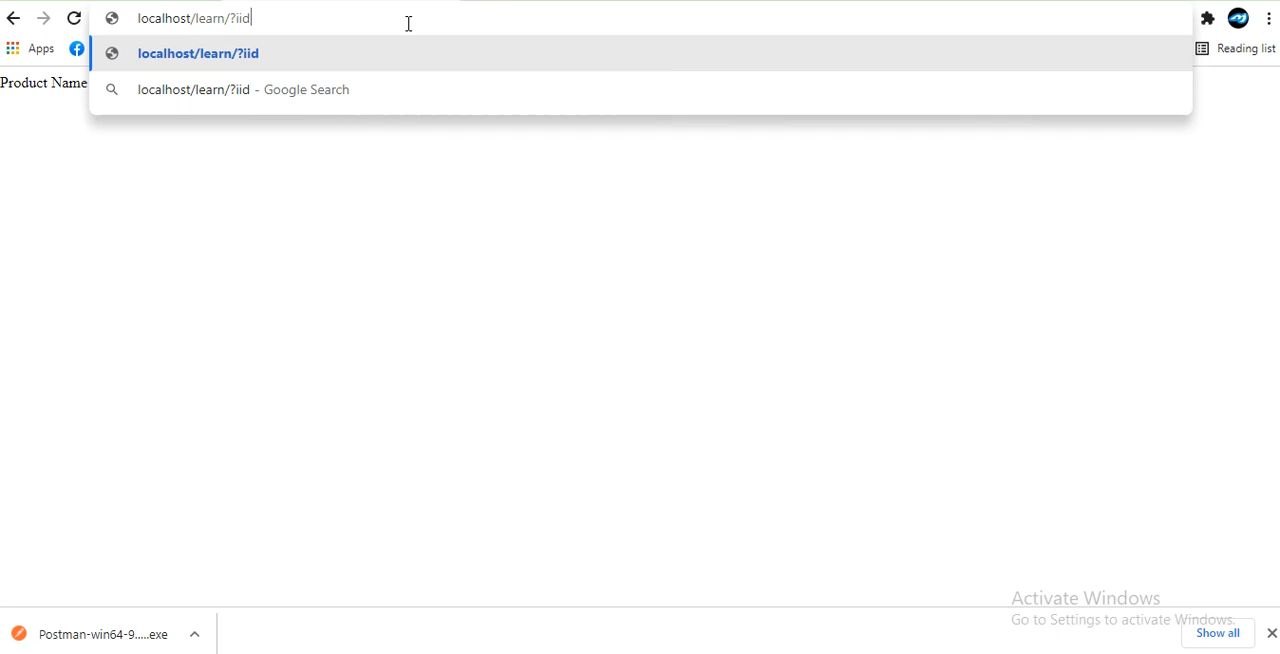 localhost/learn/?iid
Apps
localhost/learn/?iid
Reading list
Product Name
localhost/learn/?iid - Google Search
Activate Windows
Go to Settings to activate Windows.
Postman-win64-9.....exe
Show all